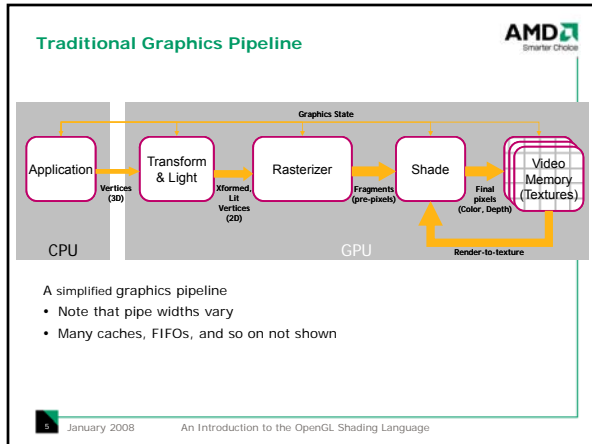 Traditional Graphics Pipeline
AMD
Smarter Choice
Graphics State
Application
Vertices
(3D)
Transform
& Light
Xformed,
Lit
Vertices
(2D)
Rasterizer
Fragments
(pre-pixels)
Shade
Final
pixels
(Color, Depth)
Video
Memory
(Textures)
CPU
GPU
Render-to-texture
A simplified graphics pipeline
• Note that pipe widths vary
• Many caches, FIFOs, and so on not shown
5 January 2008 An Introduction to the OpenGL Shading Language